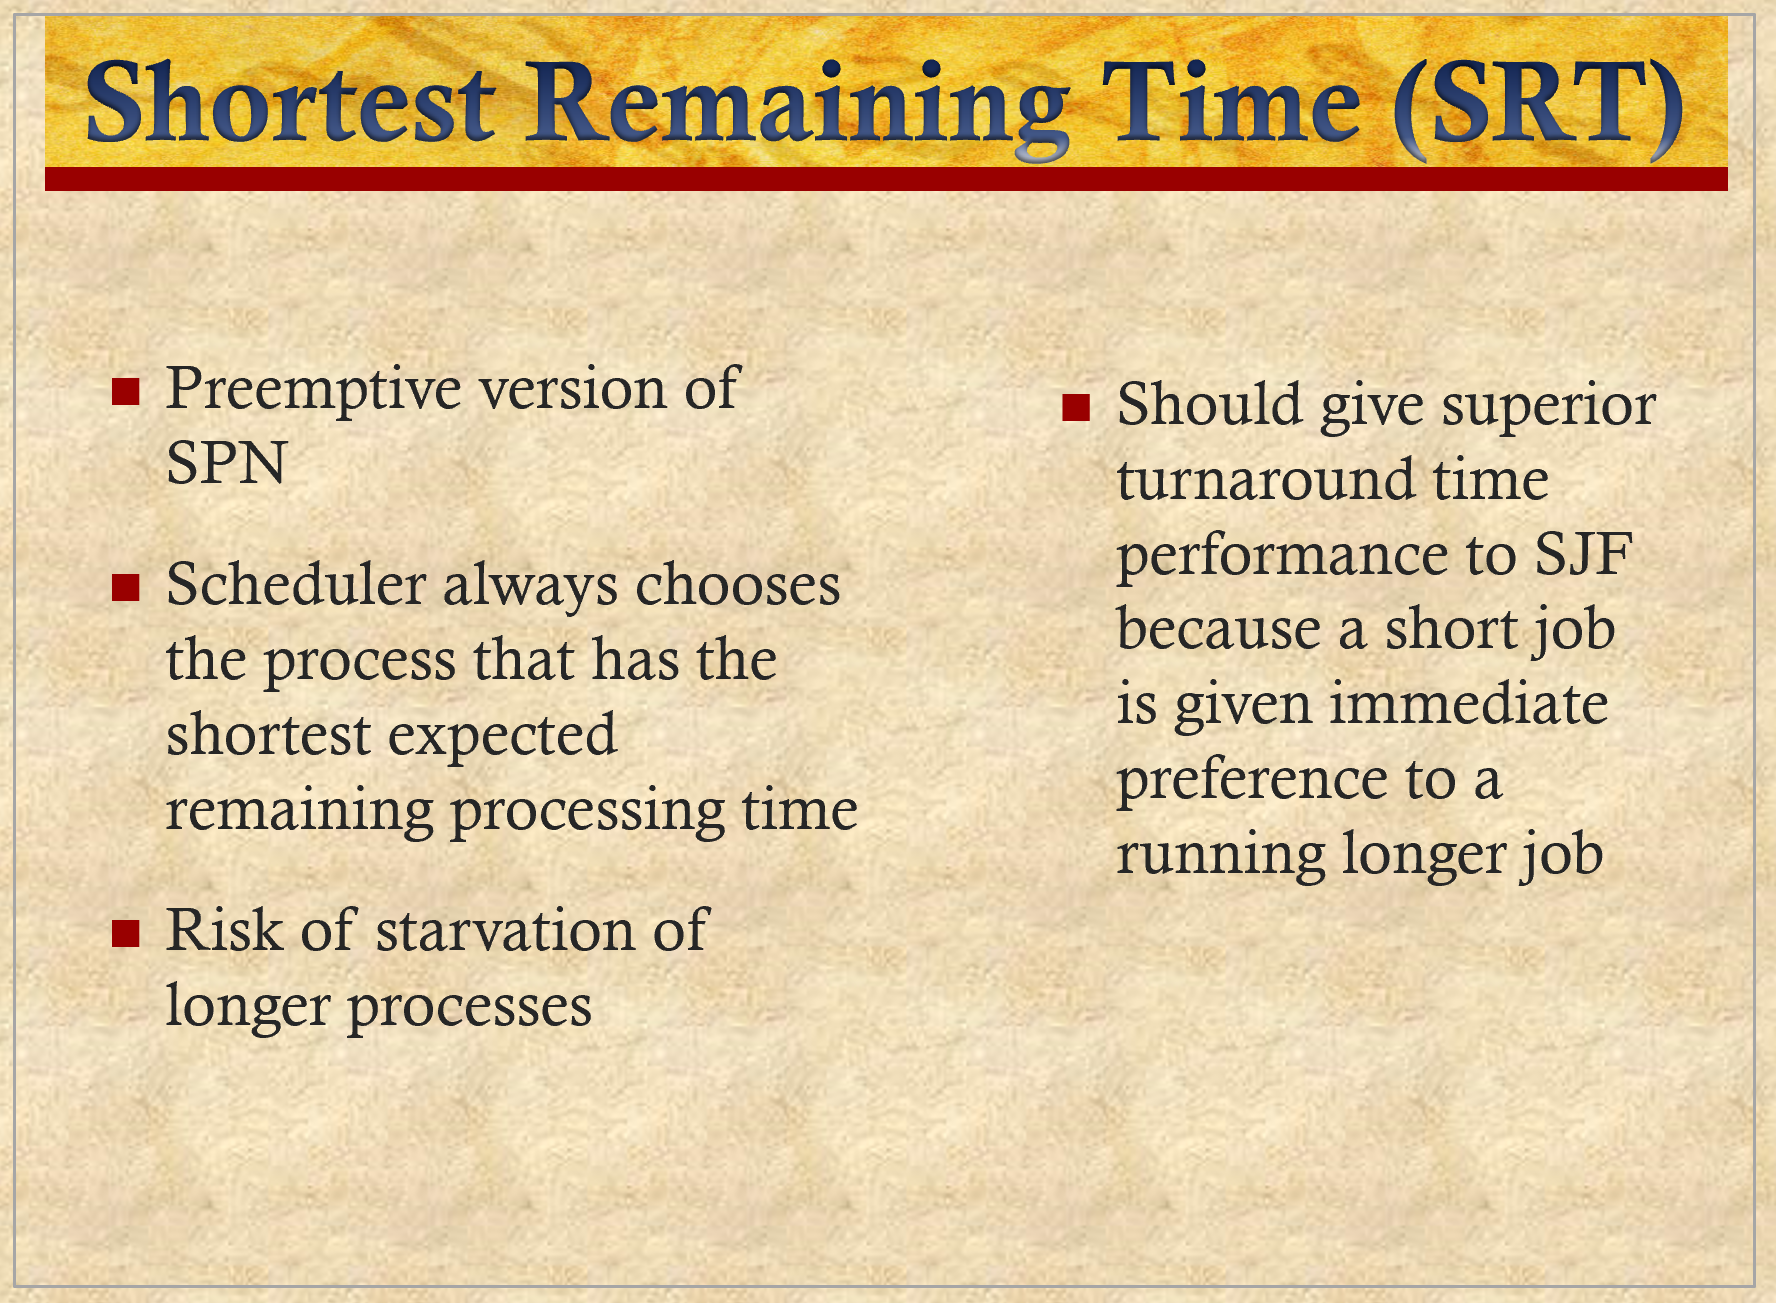 Shortest Remaining Time (SRT)
Preemptive version of
SPN
Scheduler always chooses
the process that has the
shortest expected
remaining processing time
Risk of starvation of
longer processes
Should give superior
turnaround time
performance to SJF
because a short job
is given immediate
preference to a
running longer job